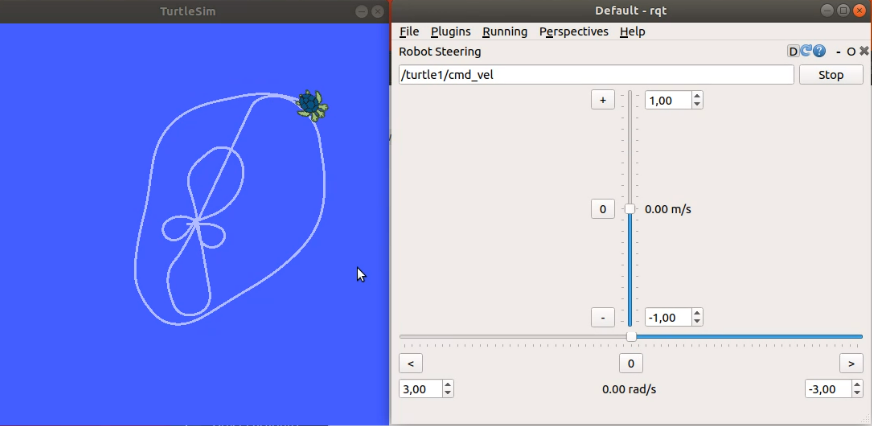 TurtleSim
Default - rqt
File Plugins Running Perspectives Help
Robot Steering
D - O
/turtle1/cmd_vel
Stop
+
1,00
0
0.00 m/s
-
-1,00
< 0 >
3,00
0.00 rad/s
-3,00